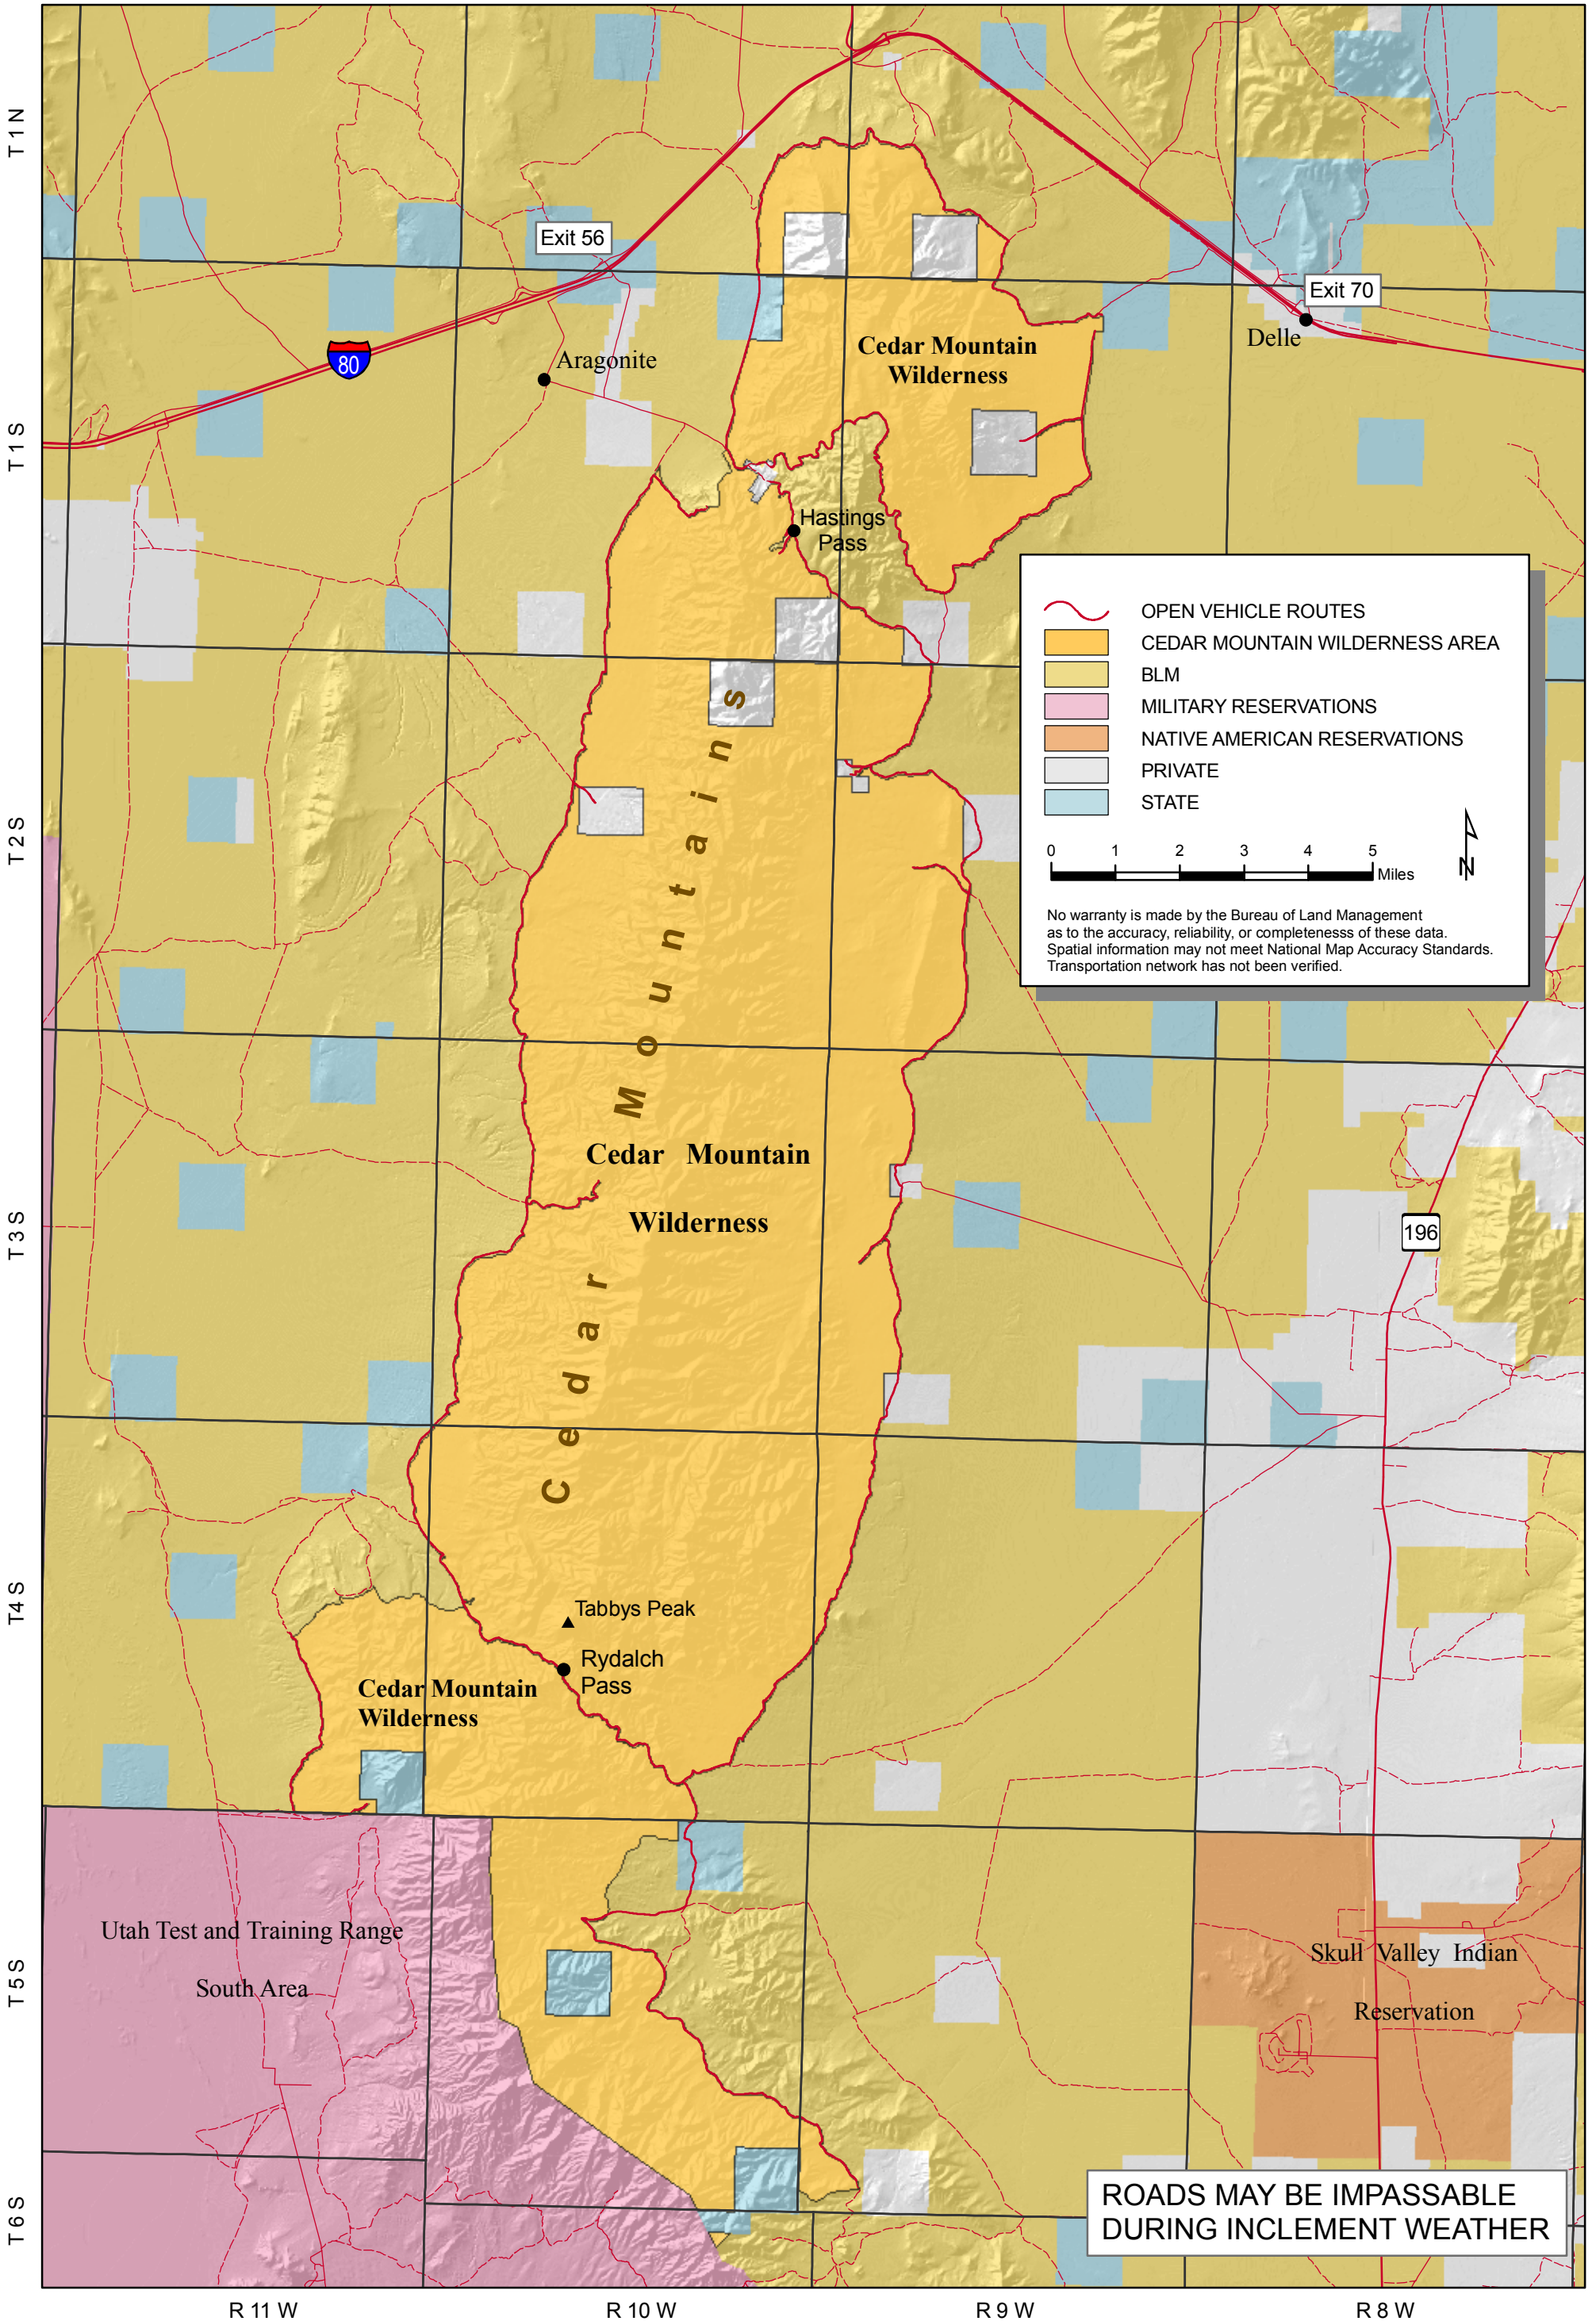 T 1 N
Exit 56
Exit 70
Delle
Cedar Mountain
Wilderness
Aragonite
80
T 1 S
Hastings
Pass
OPEN VEHICLE ROUTES
CEDAR MOUNTAIN WILDERNESS AREA
BLM
MILITARY RESERVATIONS
NATIVE AMERICAN RESERVATIONS
PRIVATE
STATE
0 1 2 3 4 5
Miles
N
No warranty is made by the Bureau of Land Management
as to the accuracy, reliability, or completenesss of these data.
Spatial information may not meet National Map Accuracy Standards.
Transportation network has not been verified.
T 2 S
Cedar Mountains
Cedar Mountain
Wilderness
T 3 S
196
T 4 S
Tabbys Peak
Rydalch
Pass
Cedar Mountain
Wilderness
Utah Test and Training Range
South Area
T 5 S
Skull Valley Indian
Reservation
T 6 S
ROADS MAY BE IMPASSABLE
DURING INCLEMENT WEATHER
R 11 W R 10 W R 9 W R 8 W